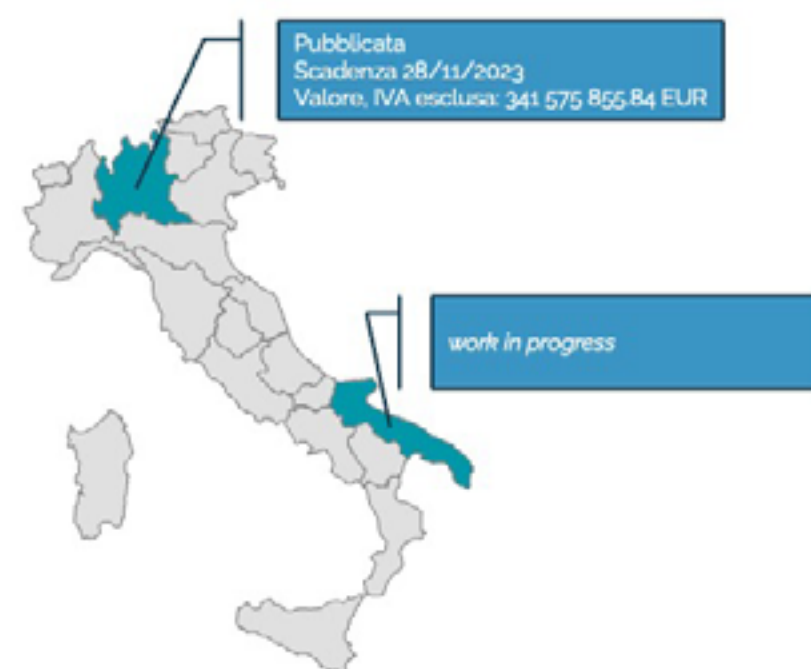 Pubblicata
Scadenza 28/11/2023
Valore, IVA esclusa: 341 575 855.84 EUR
work in progress